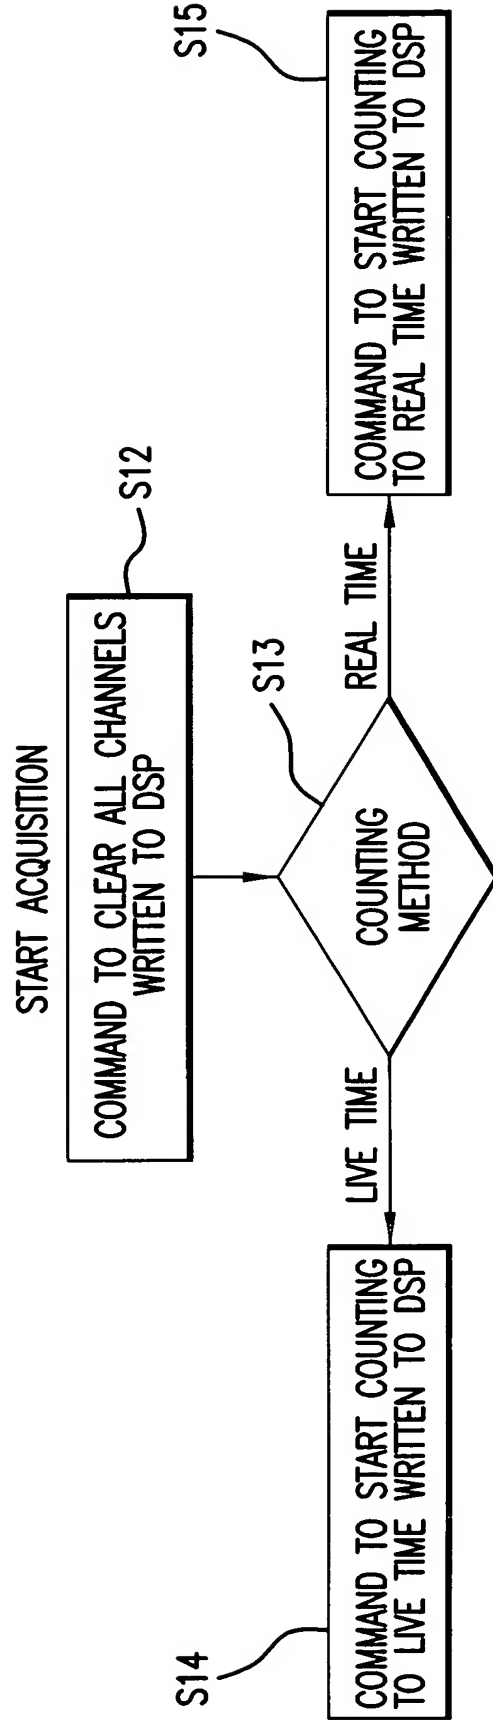 START ACQUISITION
COMMAND TO CLEAR ALL CHANNELS
WRITTEN TO DSP
S12
COUNTING
METHOD
S13
LIVE TIME
REAL TIME
COMMAND TO START COUNTING
TO LIVE TIME WRITTEN TO DSP
S14
COMMAND TO START COUNTING
TO REAL TIME WRITTEN TO DSP
S15